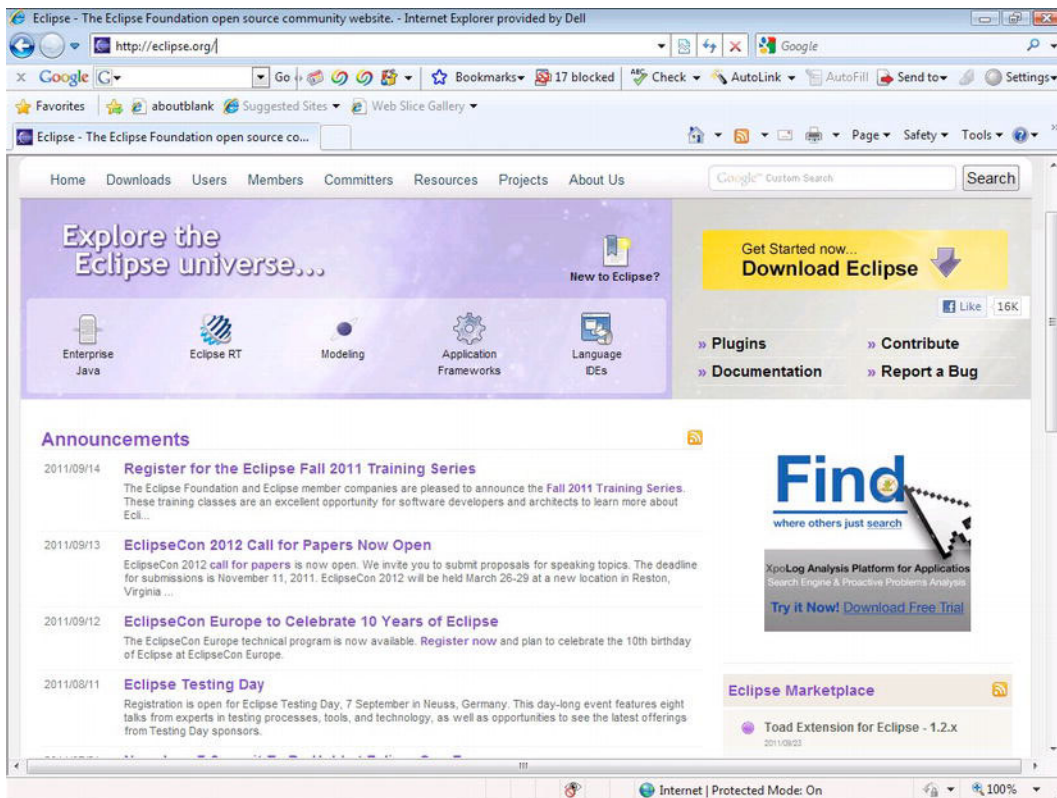 Eclipse - The Eclipse Foundation open source community website. - Internet Explorer provided by Dell
http://eclipse.org/
Google
x Google Go Bookmarks 17 blocked Check AutoLink AutoFill Send to Settings
Favorites aboutblank Suggested Sites Web Slice Gallery
Eclipse - The Eclipse Foundation open source co...
Page Safety Tools
Home Downloads Users Members Committers Resources Projects About Us
Google™ Custom Search
Search
Explore the
Eclipse universe...
New to Eclipse?
Get Started now...
Download Eclipse
Like 16K
Enterprise
Java
Eclipse RT
Modeling
Application
Frameworks
Language
IDEs
» Plugins
» Contribute
» Documentation
» Report a Bug
Announcements
2011/09/14 Register for the Eclipse Fall 2011 Training Series
The Eclipse Foundation and Eclipse member companies are pleased to announce the Fall 2011 Training Series.
These training classes are an excellent opportunity for software developers and architects to learn more about
Ecli...
2011/09/13 EclipseCon 2012 Call for Papers Now Open
EclipseCon 2012 call for papers is now open. We invite you to submit proposals for speaking topics. The deadline
for submissions is November 11, 2011. EclipseCon 2012 will be held March 26-29 at a new location in Reston,
Virginia ...
2011/09/12 EclipseCon Europe to Celebrate 10 Years of Eclipse
The EclipseCon Europe technical program is now available. Register now and plan to celebrate the 10th birthday
of Eclipse at EclipseCon Europe.
2011/08/11 Eclipse Testing Day
Registration is open for Eclipse Testing Day, 7 September in Neuss, Germany. This day-long event features eight
talks from experts in testing processes, tools, and technology, as well as opportunities to see the latest offerings
from Testing Day sponsors.
Find
where others just search
XpoLog Analysis Platform for Applicatios
Search Engine & Proactive Problems Analysis
Try it Now! Download Free Trial
Eclipse Marketplace
Toad Extension for Eclipse - 1.2.x
2011/09/23
Internet | Protected Mode: On
100%